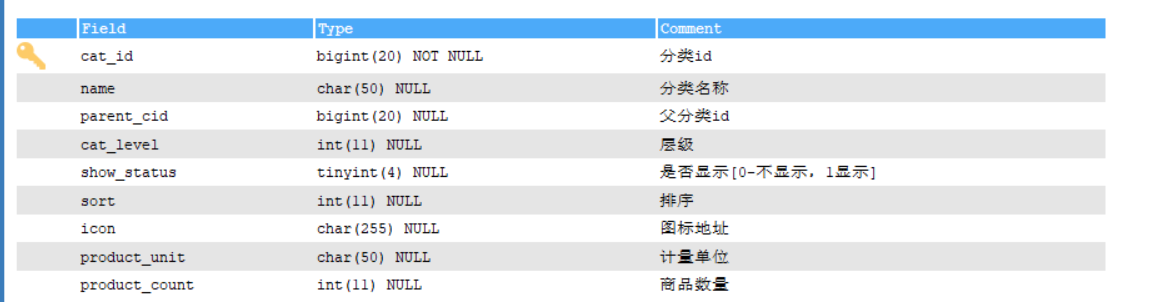 Field Type Comment
cat_id bigint(20) NOT NULL 分类id
name char(50) NULL 分类名称
parent_cid bigint(20) NULL 父分类id
cat_level int(11) NULL 层级
show_status tinyint(4) NULL 是否显示[0-不显示，1显示]
sort int(11) NULL 排序
icon char(255) NULL 图标地址
product_unit char(50) NULL 计量单位
product_count int(11) NULL 商品数量